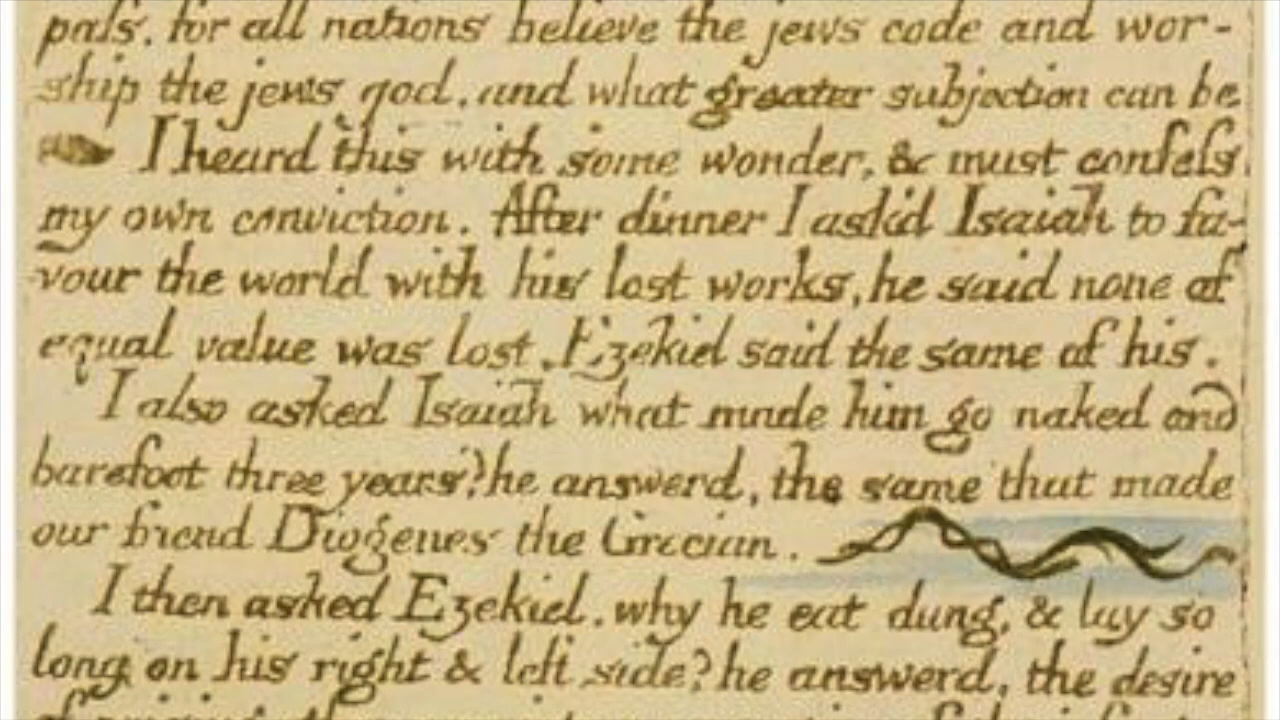 pals. for all nations believe the jews code and wor-
ship the jews god, and what greater subjection can be
I heard this with some wonder, & must confess
my own conviction. After dinner I ask'd Isaiah to fa-
vour the world with his lost works, he said none of
equal value was lost. Ezekiel said the same of his.
I also asked Isaiah what made him go naked and
barefoot three years? he answerd, the same that made
our friend Diogenes the Grecian.
I then asked Ezekiel. why he eat dung, & lay so
long on his right & left side? he answerd, the desire